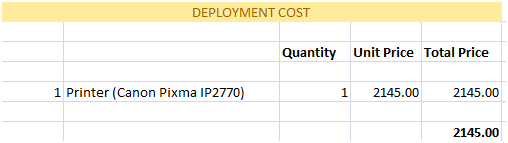 DEPLOYMENT COST
Quantity Unit Price Total Price
1 Printer (Canon Pixma IP2770) 1 2145.00 2145.00
2145.00